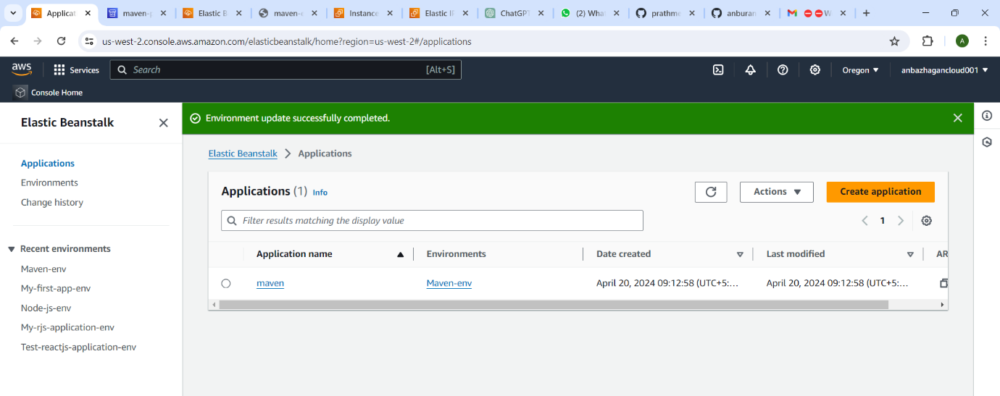 Applicat
maven-p
Elastic B
maven-e
Instance
Elastic IP
ChatGPT
(2) Wha
prathme
anburan
W
us-west-2.console.aws.amazon.com/elasticbeanstalk/home?region=us-west-2#/applications
A
aws
Services
Search
[Alt+S]
Oregon
anbazhagancloud001
Console Home
Elastic Beanstalk
Applications
Environments
Change history
Recent environments
Maven-env
My-first-app-env
Node-js-env
My-rjs-application-env
Test-reactjs-application-env
Environment update successfully completed.
Elastic Beanstalk > Applications
Applications (1) Info
Actions
Create application
Filter results matching the display value
1
Application name Environments Date created Last modified AR
maven Maven-env April 20, 2024 09:12:58 (UTC+5:... April 20, 2024 09:12:58 (UTC+5:...